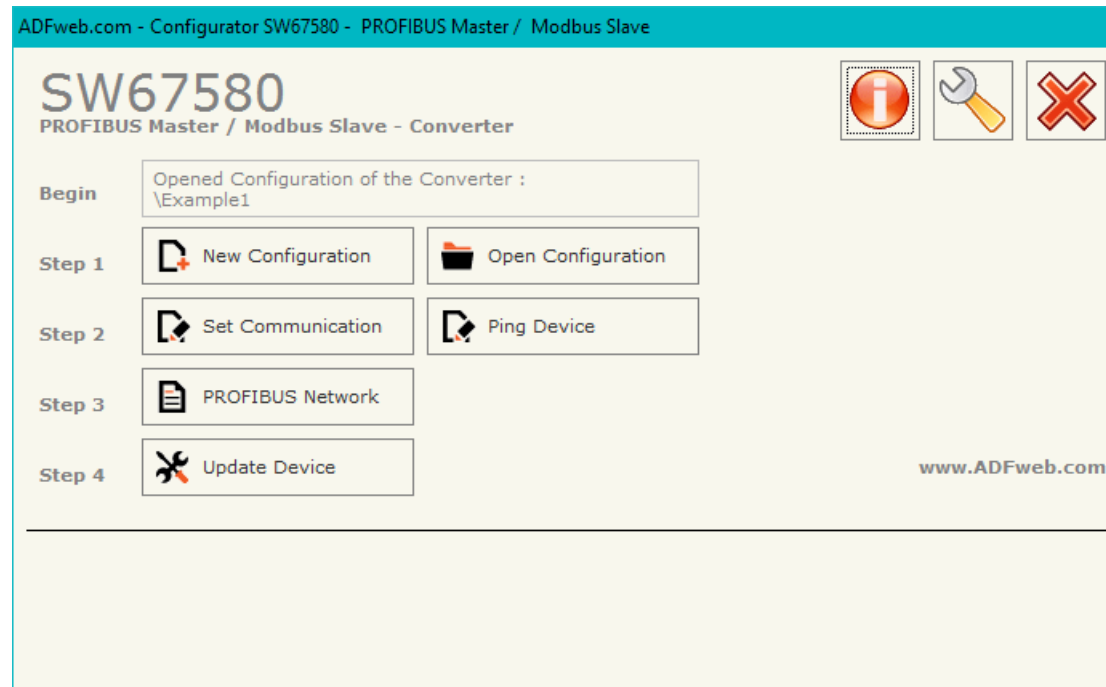 ADFweb.com - Configurator SW67580 - PROFIBUS Master / Modbus Slave
SW67580
PROFIBUS Master / Modbus Slave - Converter
Begin
Opened Configuration of the Converter :
\Example1
Step 1
New Configuration
Open Configuration
Step 2
Set Communication
Ping Device
Step 3
PROFIBUS Network
Step 4
Update Device
www.ADFweb.com